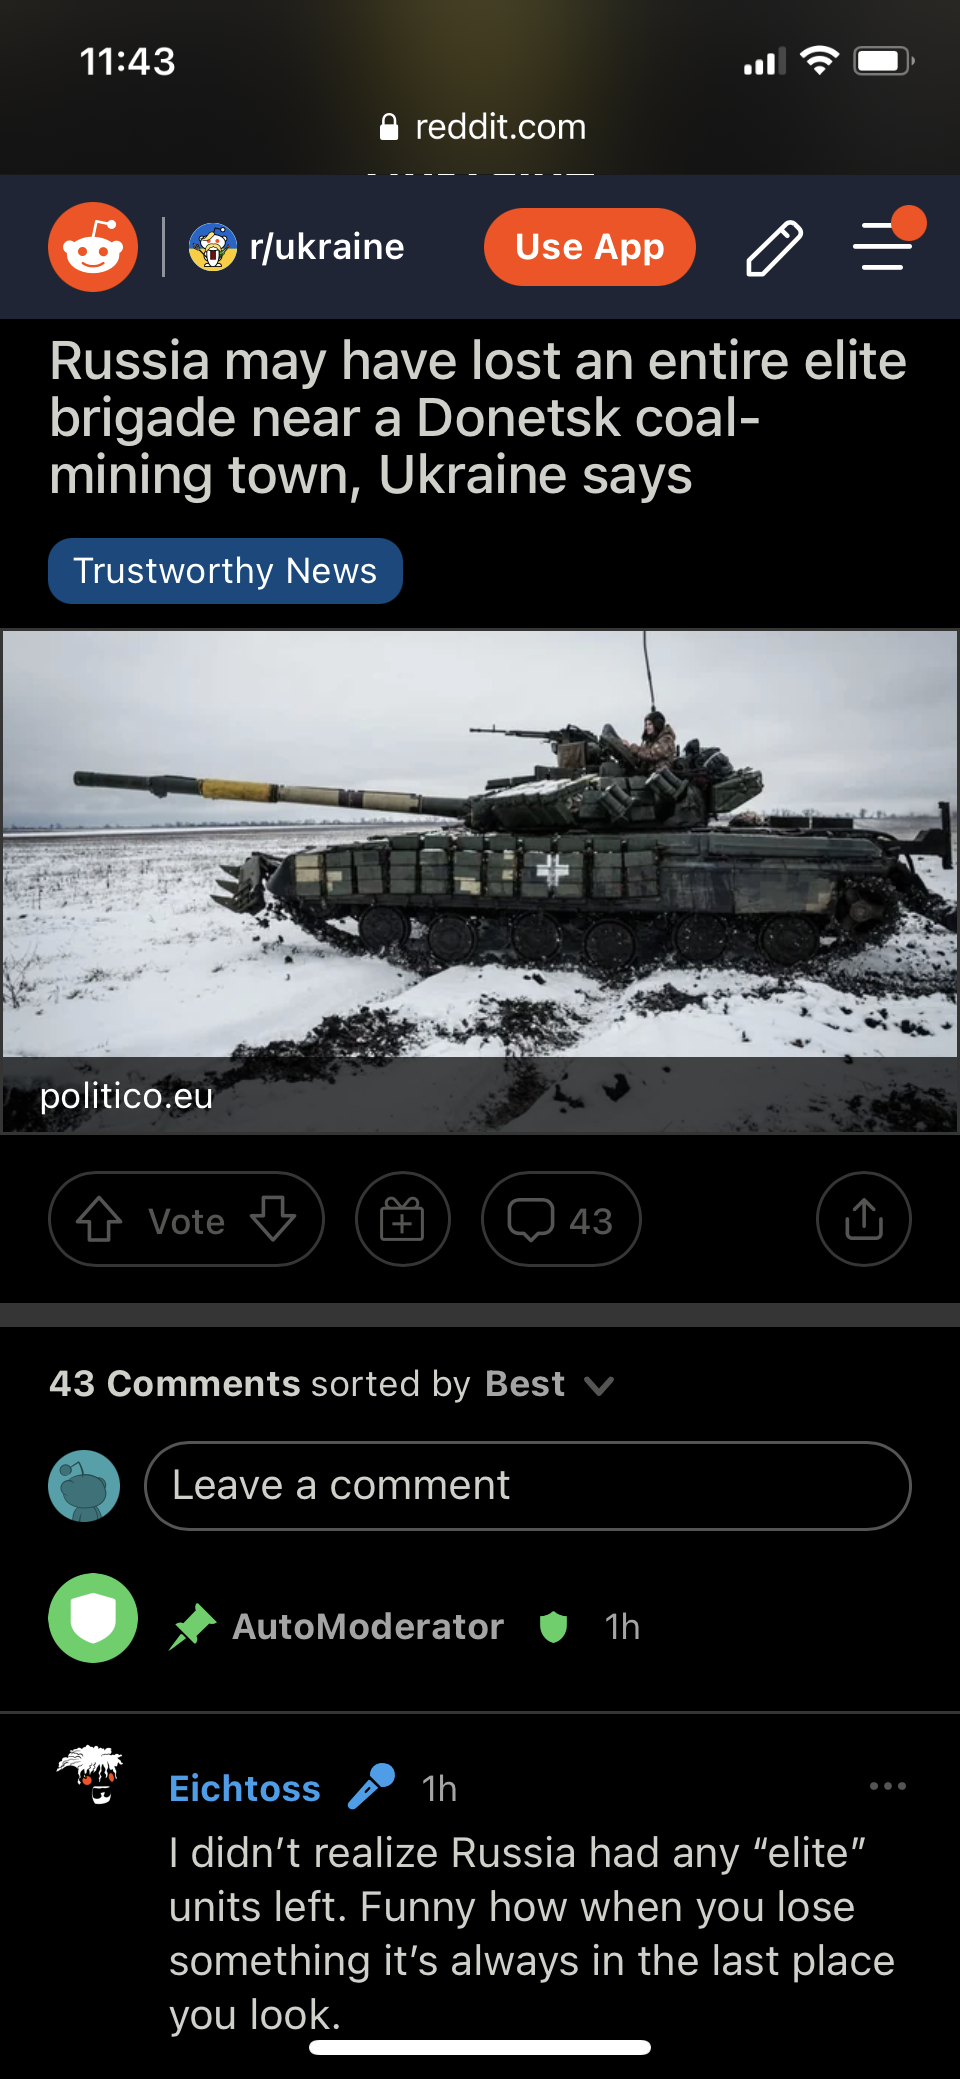 11:43
reddit.com
r/ukraine
Use App
Russia may have lost an entire elite
brigade near a Donetsk coal-
mining town, Ukraine says
Trustworthy News
politico.eu
Vote
43
43 Comments sorted by Best
Leave a comment
AutoModerator 1h
Eichtoss 1h
I didn’t realize Russia had any “elite”
units left. Funny how when you lose
something it’s always in the last place
you look.